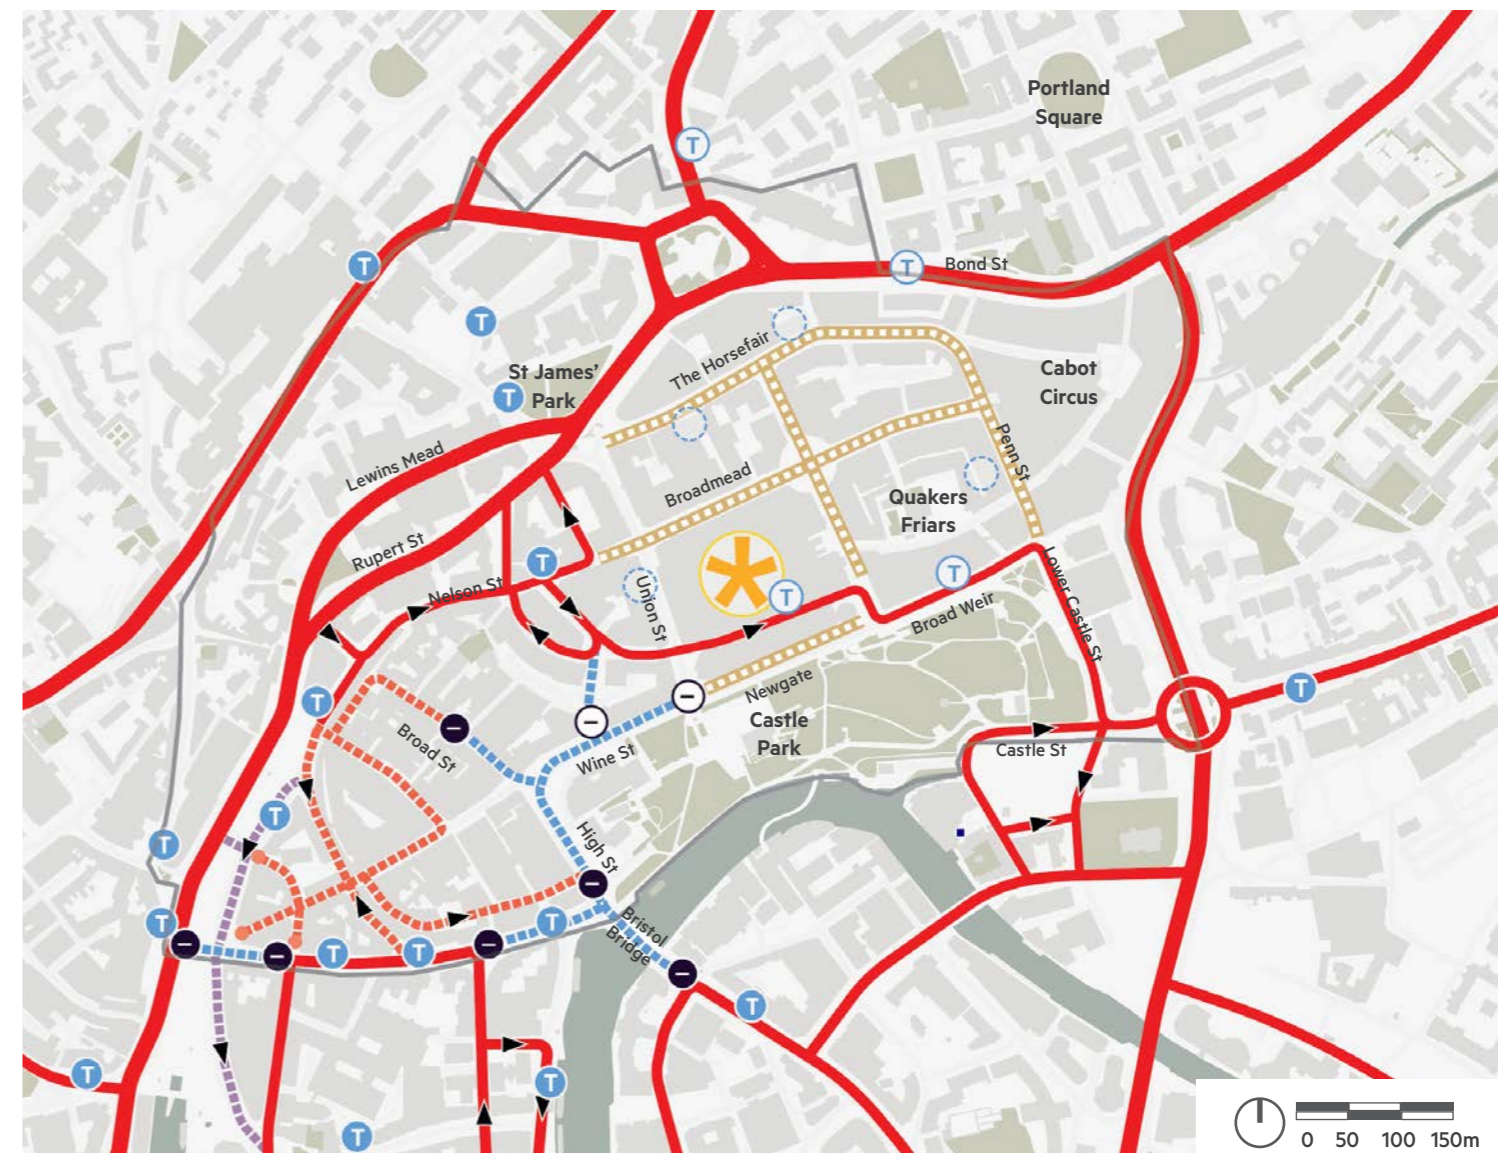 Portland
Square
T
T
T
T
Bond St
T
The Horsefair
St James'
Park
T
Cabot
Circus
Lewins Mead
Broadmead
Penn St
Quakers
Friars
Rupert St
T
Nelson St
Union St
T
T
Broad Weir
Lower Castle St
Newgate
T
T
Castle
Park
Broad St
Wine St
Castle St
T
T
High St
T
T
T
T
Bristol
Bridge
T
T
T
T
0 50 100 150m